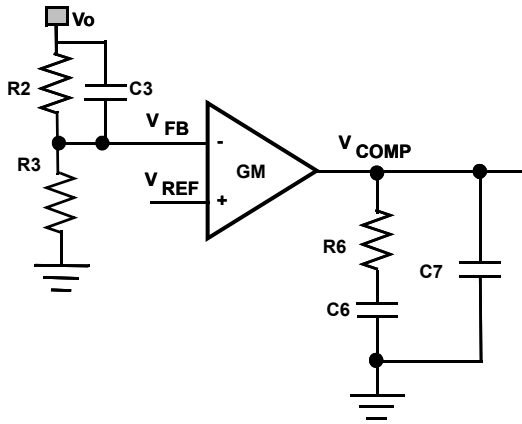 Vo
R2
C3
V FB
R3
V REF
-
+
GM
V COMP
R6
C6
C7